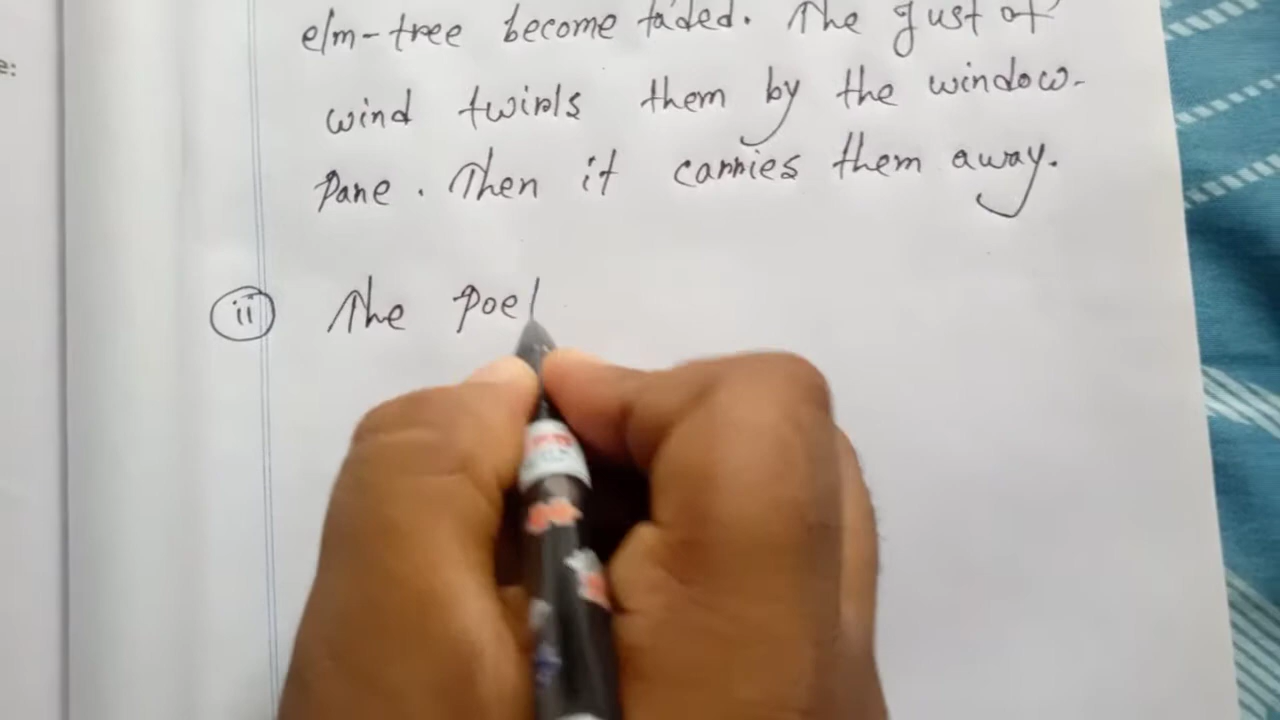 elm-tree become faded. The gust of
wind twirls them by the window-
pane. Then it carries them away.
ii The Poet